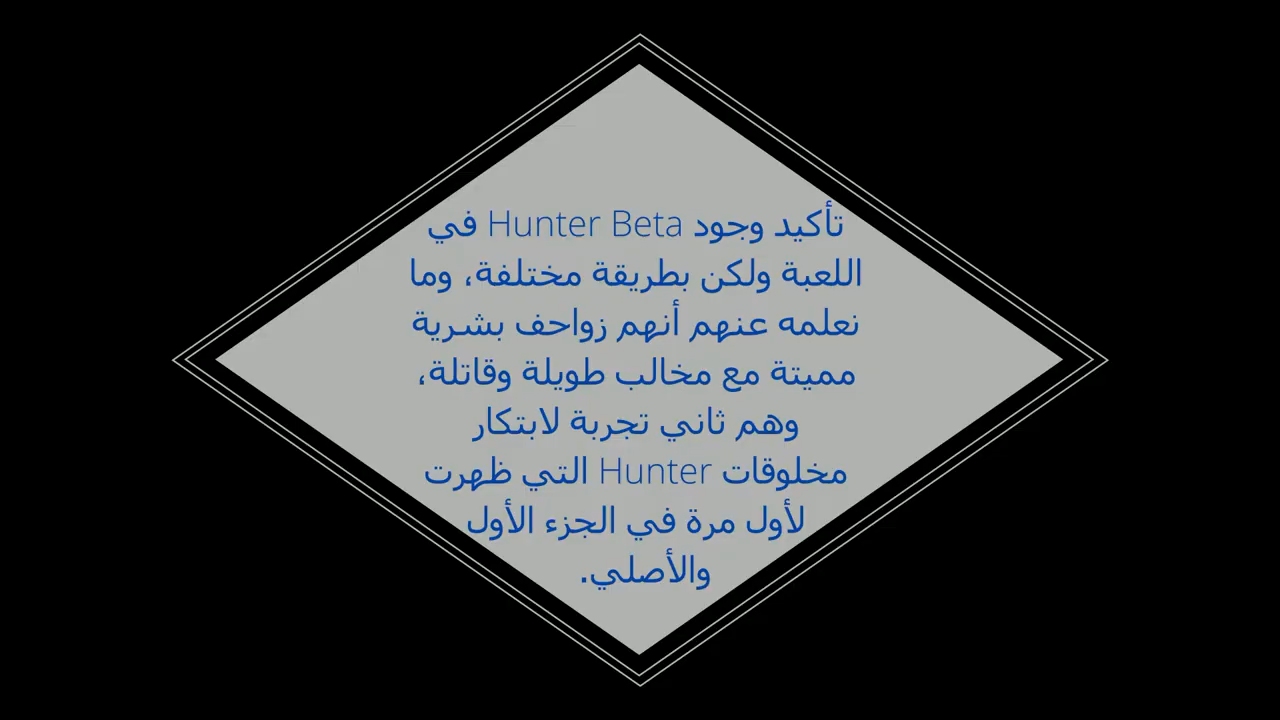 تأكيد وجود Hunter Beta في
اللعبة ولكن بطريقة مختلفة، وما
نعلمه عنهم أنهم زواحف بشرية
مميتة مع مخالب طويلة وقاتلة،
وهم ثاني تجربة لابتكار
مخلوقات Hunter التي ظهرت
لأول مرة في الجزء الأول
والأصلي.